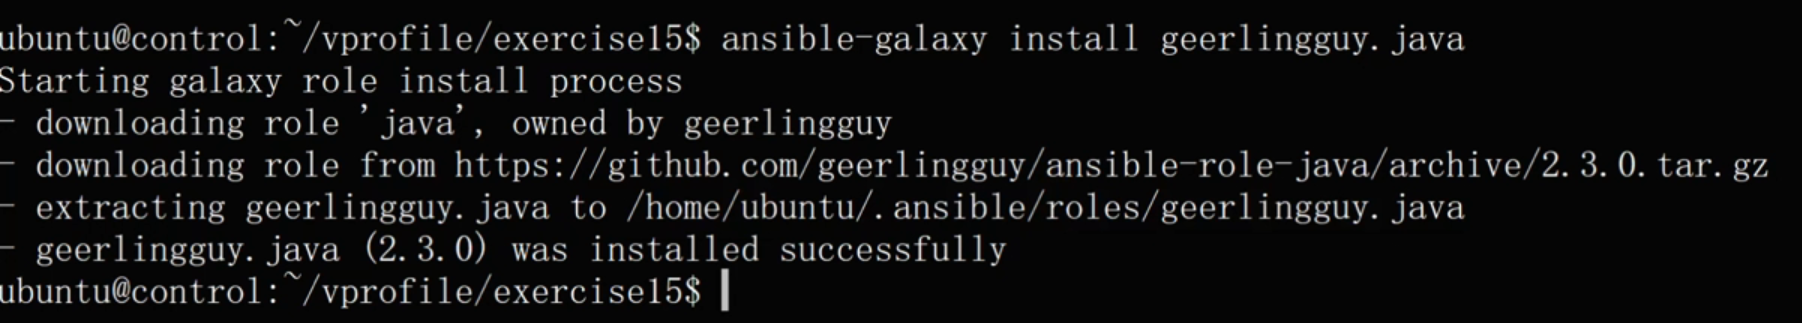 ubuntu@control:~/vprofile/exercise15$ ansible-galaxy install geerlingguy.java
Starting galaxy role install process
- downloading role 'java', owned by geerlingguy
- downloading role from https://github.com/geerlingguy/ansible-role-java/archive/2.3.0.tar.gz
- extracting geerlingguy.java to /home/ubuntu/.ansible/roles/geerlingguy.java
- geerlingguy.java (2.3.0) was installed successfully
ubuntu@control:~/vprofile/exercise15$